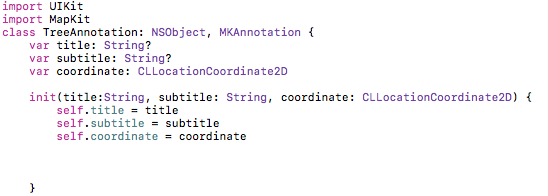 import UIKit
import MapKit
class TreeAnnotation: NSObject, MKAnnotation {
    var title: String?
    var subtitle: String?
    var coordinate: CLLocationCoordinate2D

    init(title:String, subtitle: String, coordinate: CLLocationCoordinate2D) {
        self.title = title
        self.subtitle = subtitle
        self.coordinate = coordinate

    }